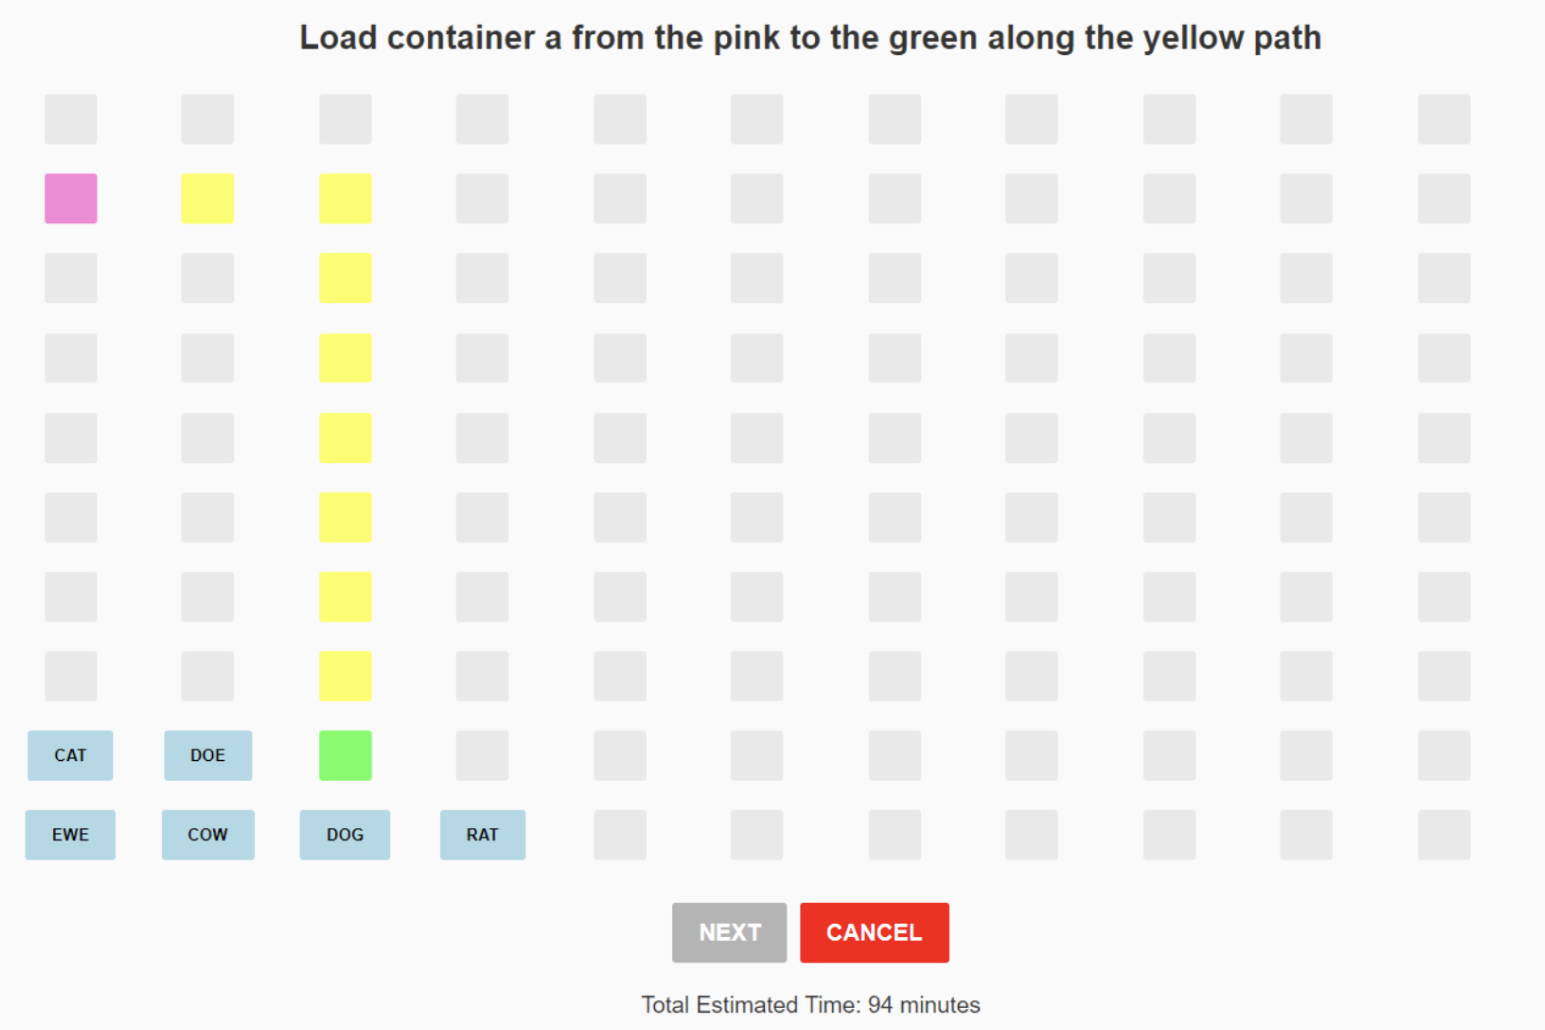 Load container a from the pink to the green along the yellow path
CAT DOE
EWE COW DOG RAT
NEXT CANCEL
Total Estimated Time: 94 minutes